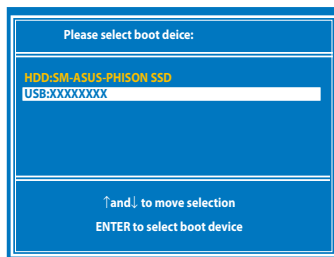 Please select boot deice:
HDD:SM-ASUS-PHISON SSD
USB:XXXXXXXX
↑and↓ to move selection
ENTER to select boot device